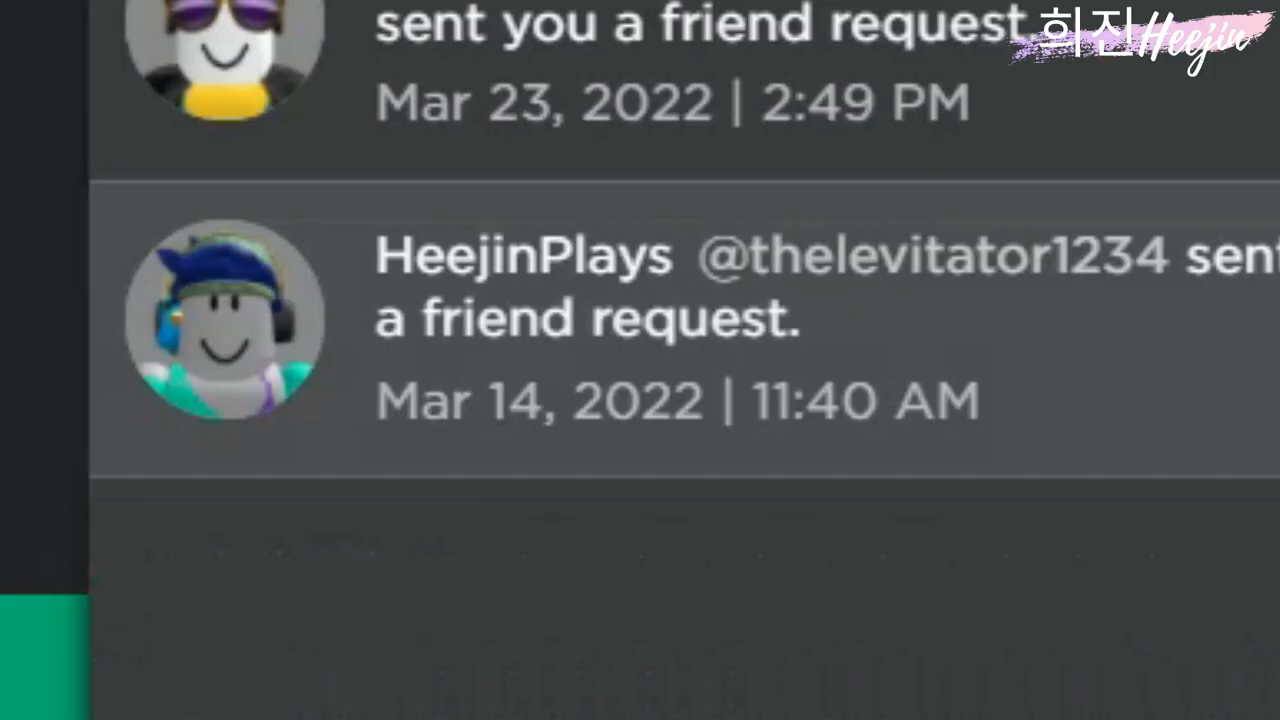 sent you a friend request.
희진 Heejin
Mar 23, 2022 | 2:49 PM
HeejinPlays @thelevitator1234 sent
a friend request.
Mar 14, 2022 | 11:40 AM